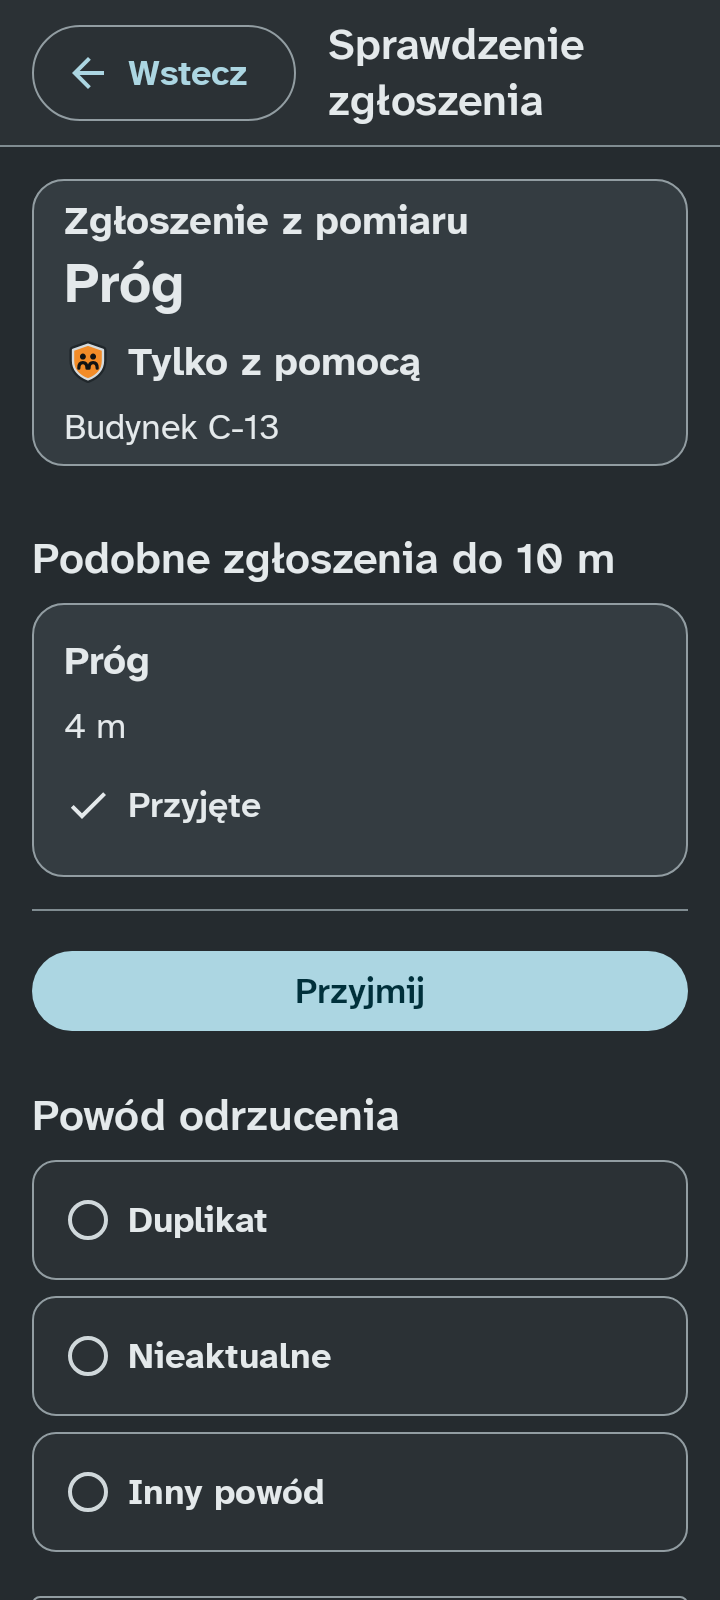 Wstecz
Sprawdzenie
zgłoszenia
Zgłoszenie z pomiaru
Próg
Tylko z pomocą
Budynek C-13
Podobne zgłoszenia do 10 m
Próg
4 m
Przyjęte
Przyjmij
Powód odrzucenia
Duplikat
Nieaktualne
Inny powód